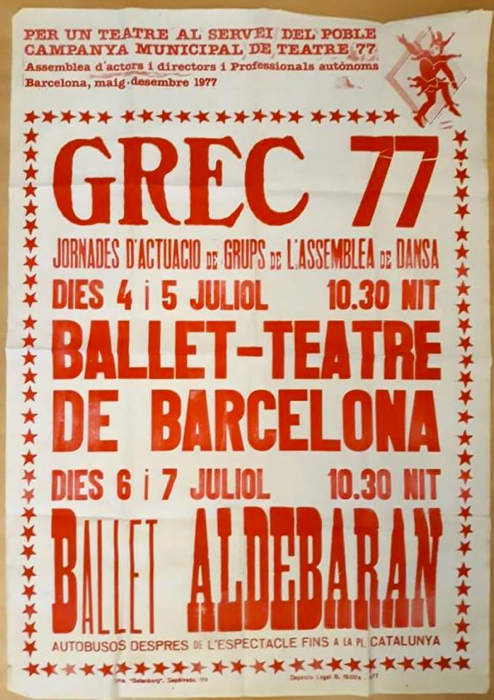 PER UN TEATRE AL SERVEI DEL POBLE
CAMPANYA MUNICIPAL DE TEATRE 77
Assemblea d'actors i directors i Professionals autònoms
Barcelona, maig-desembre 1977
GREC 77
JORNADES D'ACTUACIO DE GRUPS DE L'ASSEMBLEA DE DANSA
DIES 4 i 5 JULIOL 10.30 NIT
BALLET-TEATRE
DE BARCELONA
DIES 6 i 7 JULIOL 10.30 NIT
BALLET ALDEBARAN
AUTOBUSOS DESPRES DE L'ESPECTACLE FINS A LA PL. CATALUNYA
Depósito Legal B.